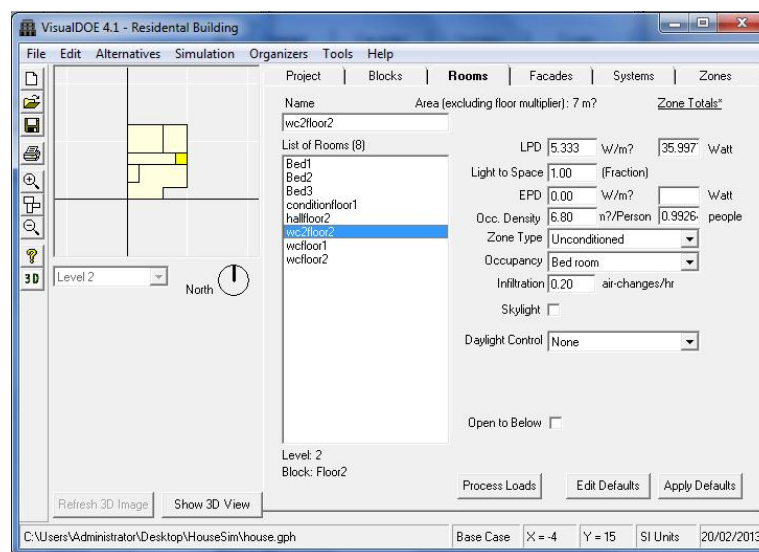 VisualDOE 4.1 - Residental Building
File Edit Alternatives Simulation Organizers Tools Help
Project Blocks Rooms Facades Systems Zones
Name Area (excluding floor multiplier): 7 m? Zone Totals*
wc2floor2
List of Rooms (8)
Bed1
Bed2
Bed3
conditionfloor1
hallfloor2
wc2floor2
wcfloor1
wcfloor2
LPD 5.333 W/m? 35.997 Watt
Light to Space 1.00 (Fraction)
EPD 0.00 W/m? Watt
Occ. Density 6.80 n?/Person 0.9926 people
Zone Type Unconditioned
Occupancy Bed room
Infiltration 0.20 air-changes/hr
Skylight
Daylight Control None
Open to Below
3D
Level 2
North
Level: 2
Block: Floor2
Process Loads Edit Defaults Apply Defaults
Refresh 3D Image Show 3D View
C:\Users\Administrator\Desktop\HouseSim\house.gph Base Case X = -4 Y = 15 SI Units 20/02/2013